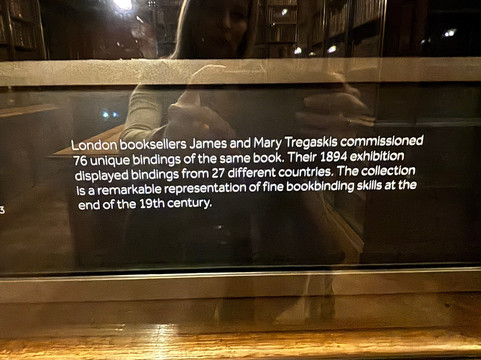 London booksellers James and Mary Tregaskis commissioned
76 unique bindings of the same book. Their 1894 exhibition
displayed bindings from 27 different countries. The collection
is a remarkable representation of fine bookbinding skills at the
end of the 19th century.
3